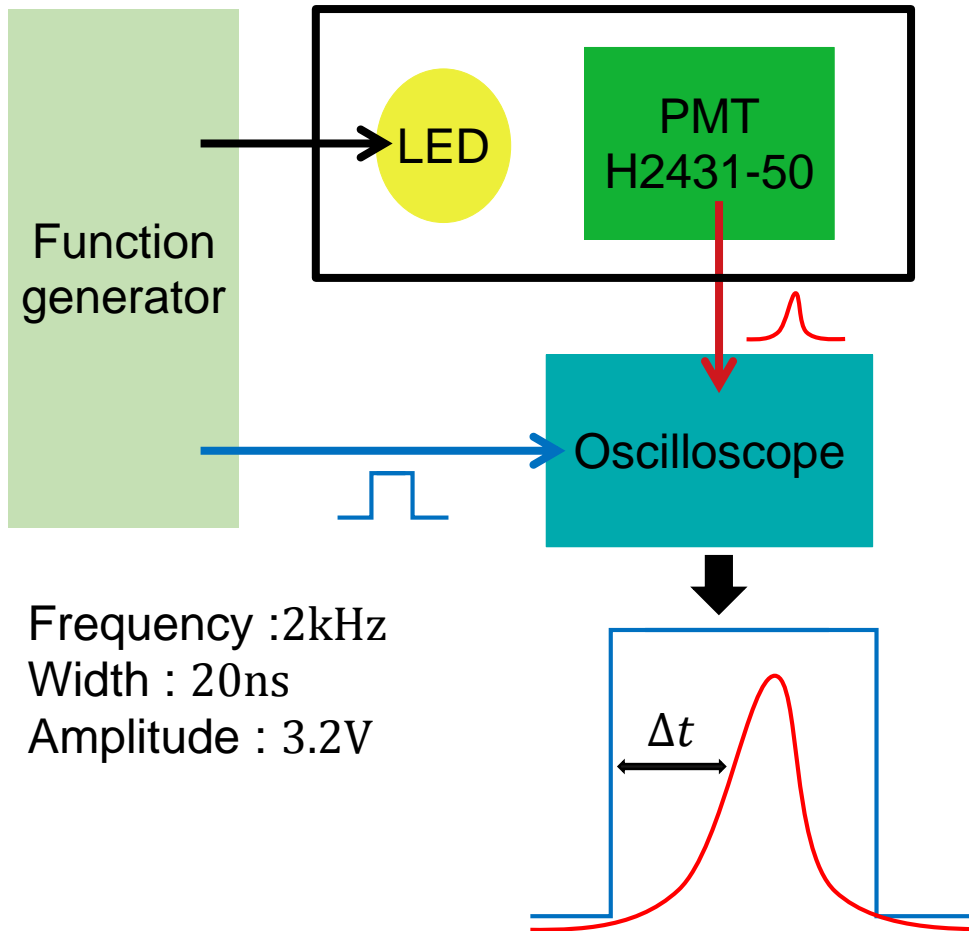 LED
PMT
H2431-50
Function
generator
Oscilloscope
Frequency :2kHz
Width : 20ns
Amplitude : 3.2V
Δt